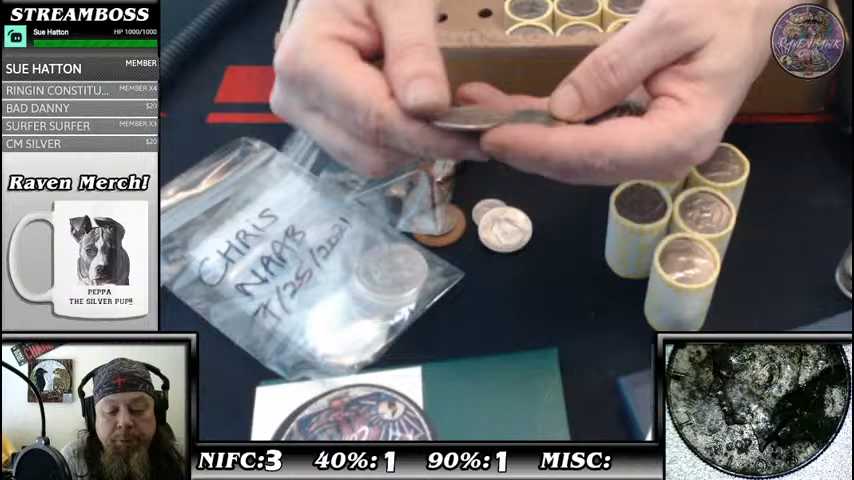 STREAMBOSS
Sue Hatton
HP 1000/1000
SUE HATTON MEMBER
RINGIN CONSTITU... MEMBER X4
BAD DANNY $20
SURFER SURFER MEMBER X3
CM SILVER $20
Raven Merch!
PEPPA
THE SILVER PUP!!
CHRIS
NAAB
7/25/2021
NIFC:3 40%:1 90%:1 MISC: